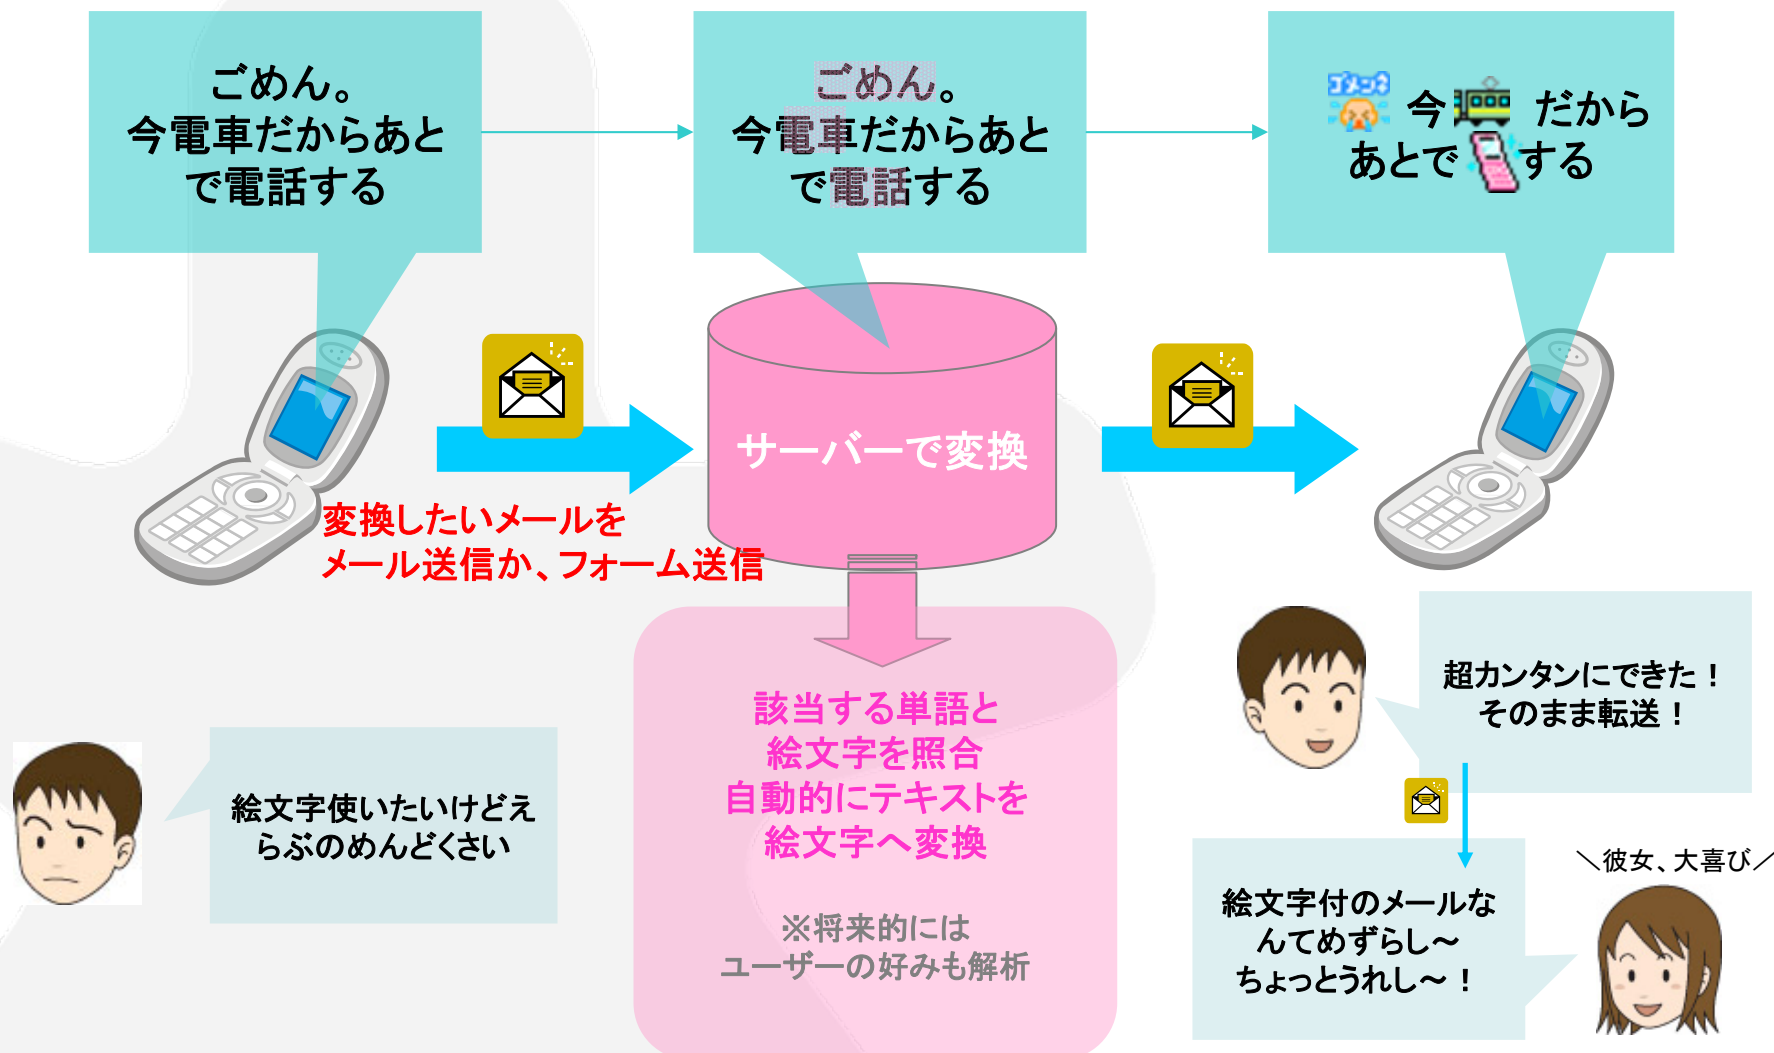 ごめん。
今電車だからあと
で電話する
ごめん。
今電車だからあと
で電話する
ゴメンネ
今 だから
あとで する
サーバーで変換
変換したいメールを
メール送信か、フォーム送信
該当する単語と
絵文字を照合
自動的にテキストを
絵文字へ変換
※将来的には
ユーザーの好みも解析
絵文字使いたいけどえ
らぶのめんどくさい
超カンタンにできた！
そのまま転送！
＼彼女、大喜び／
絵文字付のメールな
んてめずらし～
ちょっとうれし～！